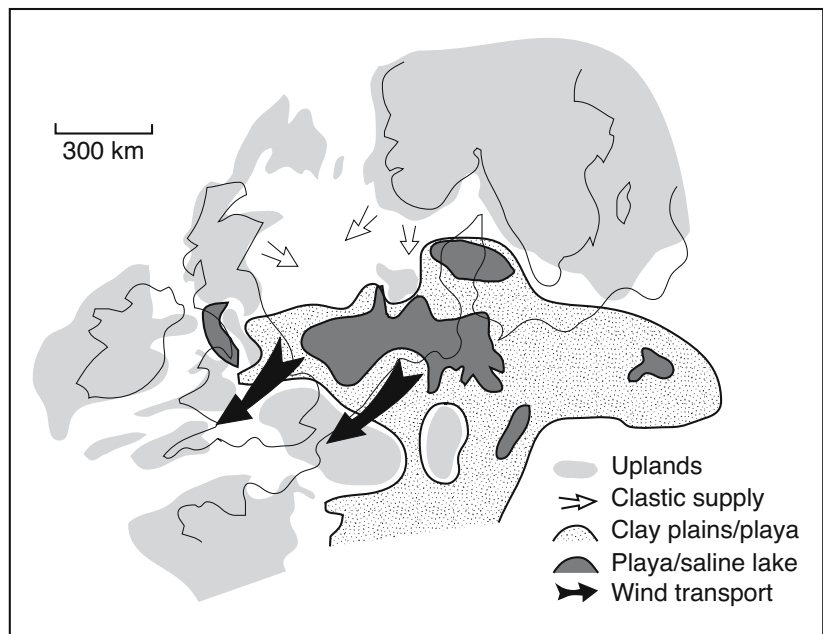 300 km
Uplands
Clastic supply
Clay plains/playa
Playa/saline lake
Wind transport